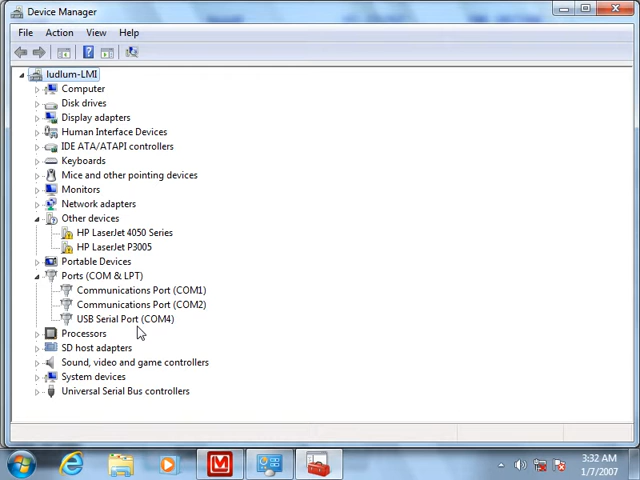 Device Manager
File Action View Help
ludlum-LMI
Computer
Disk drives
Display adapters
Human Interface Devices
IDE ATA/ATAPI controllers
Keyboards
Mice and other pointing devices
Monitors
Network adapters
Other devices
HP LaserJet 4050 Series
HP LaserJet P3005
Portable Devices
Ports (COM & LPT)
Communications Port (COM1)
Communications Port (COM2)
USB Serial Port (COM4)
Processors
SD host adapters
Sound, video and game controllers
System devices
Universal Serial Bus controllers
3:32 AM
1/7/2007